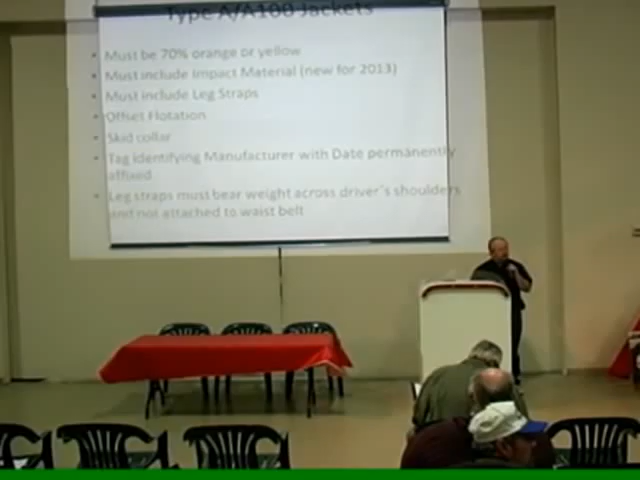 Type A/A100 Jackets
• Must be 70% orange or yellow
• Must include Impact Material (new for 2013)
• Must include Leg Straps
• Offset Flotation
• Skid collar
• Tag Identifying Manufacturer with Date permanently
affixed
• Leg straps must bear weight across driver's shoulders
and not attached to waist belt